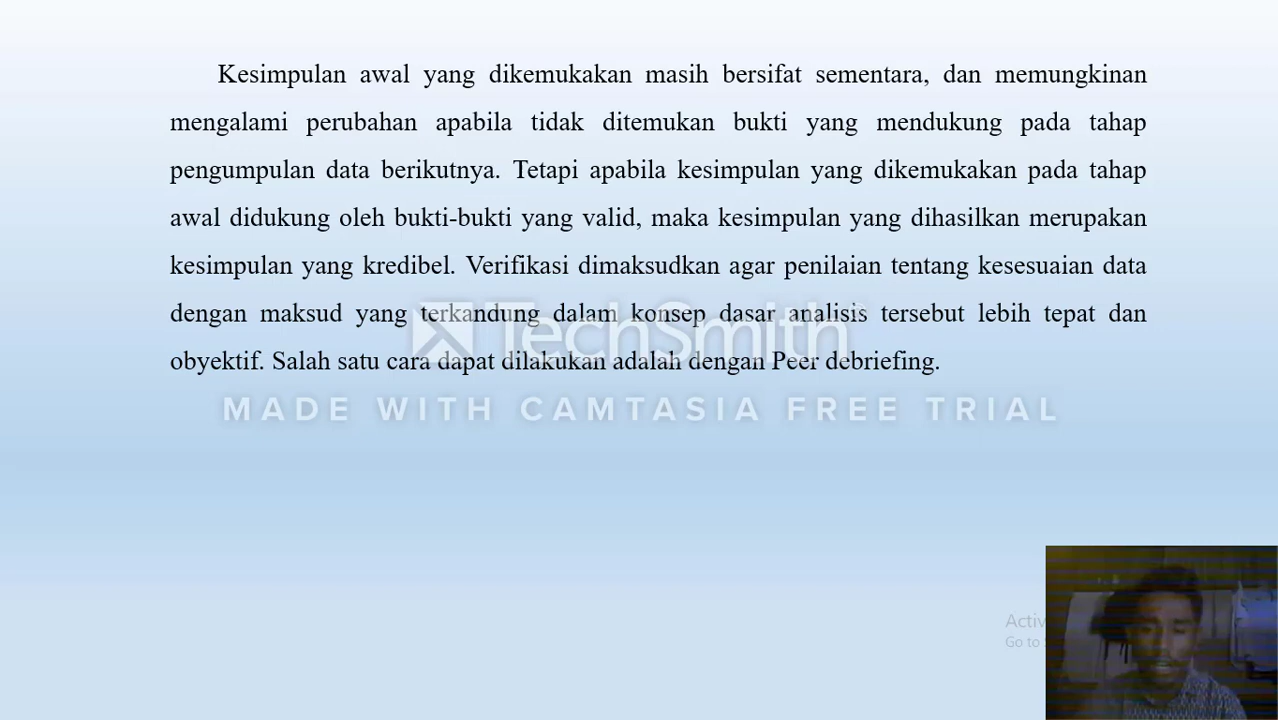 Kesimpulan awal yang dikemukakan masih bersifat sementara, dan memungkinan
mengalami perubahan apabila tidak ditemukan bukti yang mendukung pada tahap
pengumpulan data berikutnya. Tetapi apabila kesimpulan yang dikemukakan pada tahap
awal didukung oleh bukti-bukti yang valid, maka kesimpulan yang dihasilkan merupakan
kesimpulan yang kredibel. Verifikasi dimaksudkan agar penilaian tentang kesesuaian data
dengan maksud yang terkandung dalam konsep dasar analisis tersebut lebih tepat dan
obyektif. Salah satu cara dapat dilakukan adalah dengan Peer debriefing.
TechSmith
MADE WITH CAMTASIA FREE TRIAL
Go to